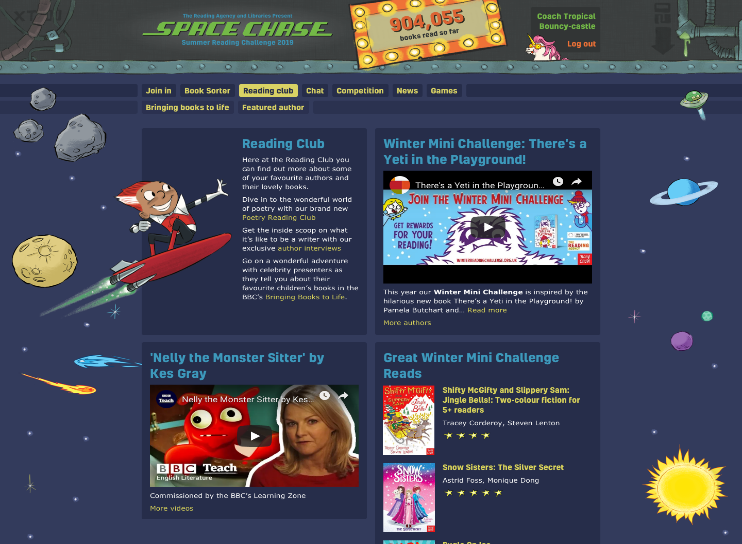 The Reading Agency and Libraries Present
SPACE CHASE
Summer Reading Challenge 2019
904,055
books read so far
Coach Tropical
Bouncy-castle
Log out
Join in
Book Sorter
Reading club
Chat
Competition
News
Games
Bringing books to life
Featured author
Reading Club
Here at the Reading Club you
can find out more about some
of your favourite authors and
their lovely books.
Dive in to the wonderful world
of poetry with our brand new
Poetry Reading Club
Get the inside scoop on what
it's like to be a writer with our
exclusive author interviews
Go on a wonderful adventure
with celebrity presenters as
they tell you about their
favourite children's books in the
BBC's Bringing Books to Life.
Winter Mini Challenge: There's a
Yeti in the Playground!
There's a Yeti in the Playgroun...
JOIN THE WINTER MINI CHALLENGE
GET REWARDS
FOR YOUR
READING!
WINTERMINICHALLENGE.ORG.UK
This year our Winter Mini Challenge is inspired by the
hilarious new book There's a Yeti in the Playground! by
Pamela Butchart and... Read more
More authors
'Nelly the Monster Sitter' by
Kes Gray
BBC
Teach
Nelly the Monster Sitter by Kes...
BBC Teach
English Literature
Commissioned by the BBC's Learning Zone
More videos
Great Winter Mini Challenge
Reads
Shifty McGifty and Slippery Sam:
Jingle Bells!: Two-colour fiction for
5+ readers
Tracey Corderoy, Steven Lenton
SNOW
SISTERS
Snow Sisters: The Silver Secret
Astrid Foss, Monique Dong